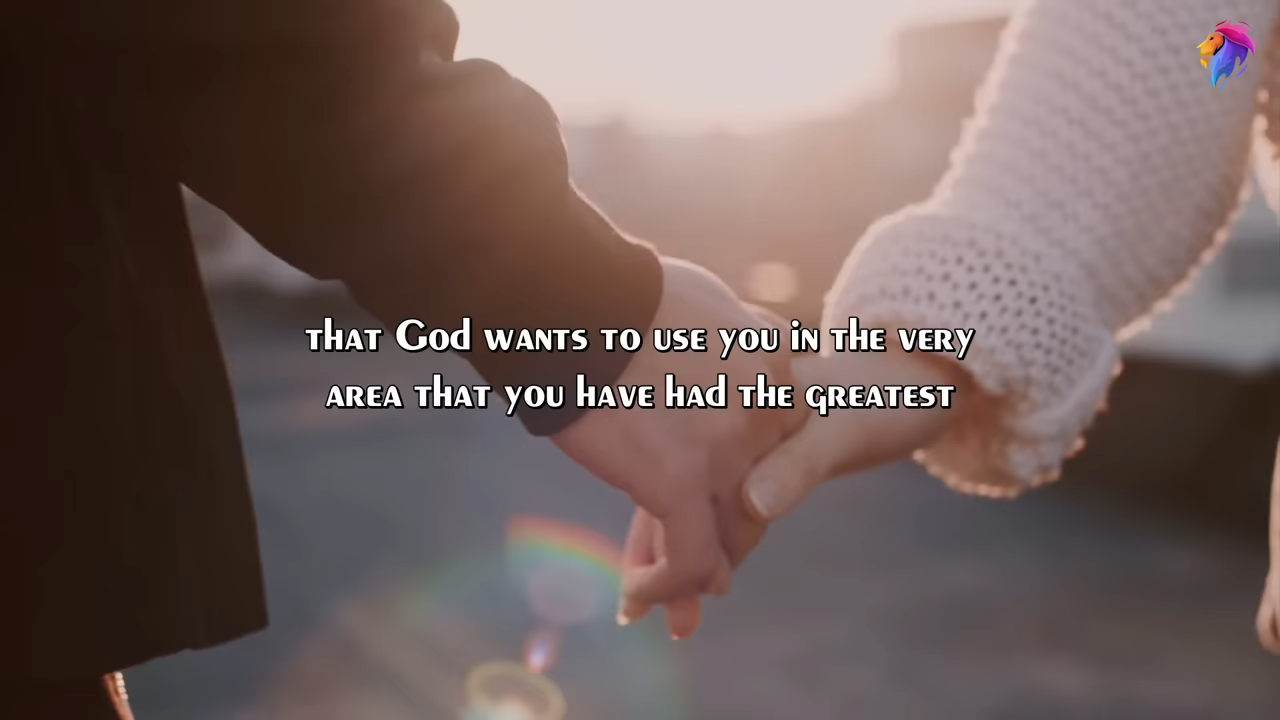 that God wants to use you in the very
area that you have had the greatest